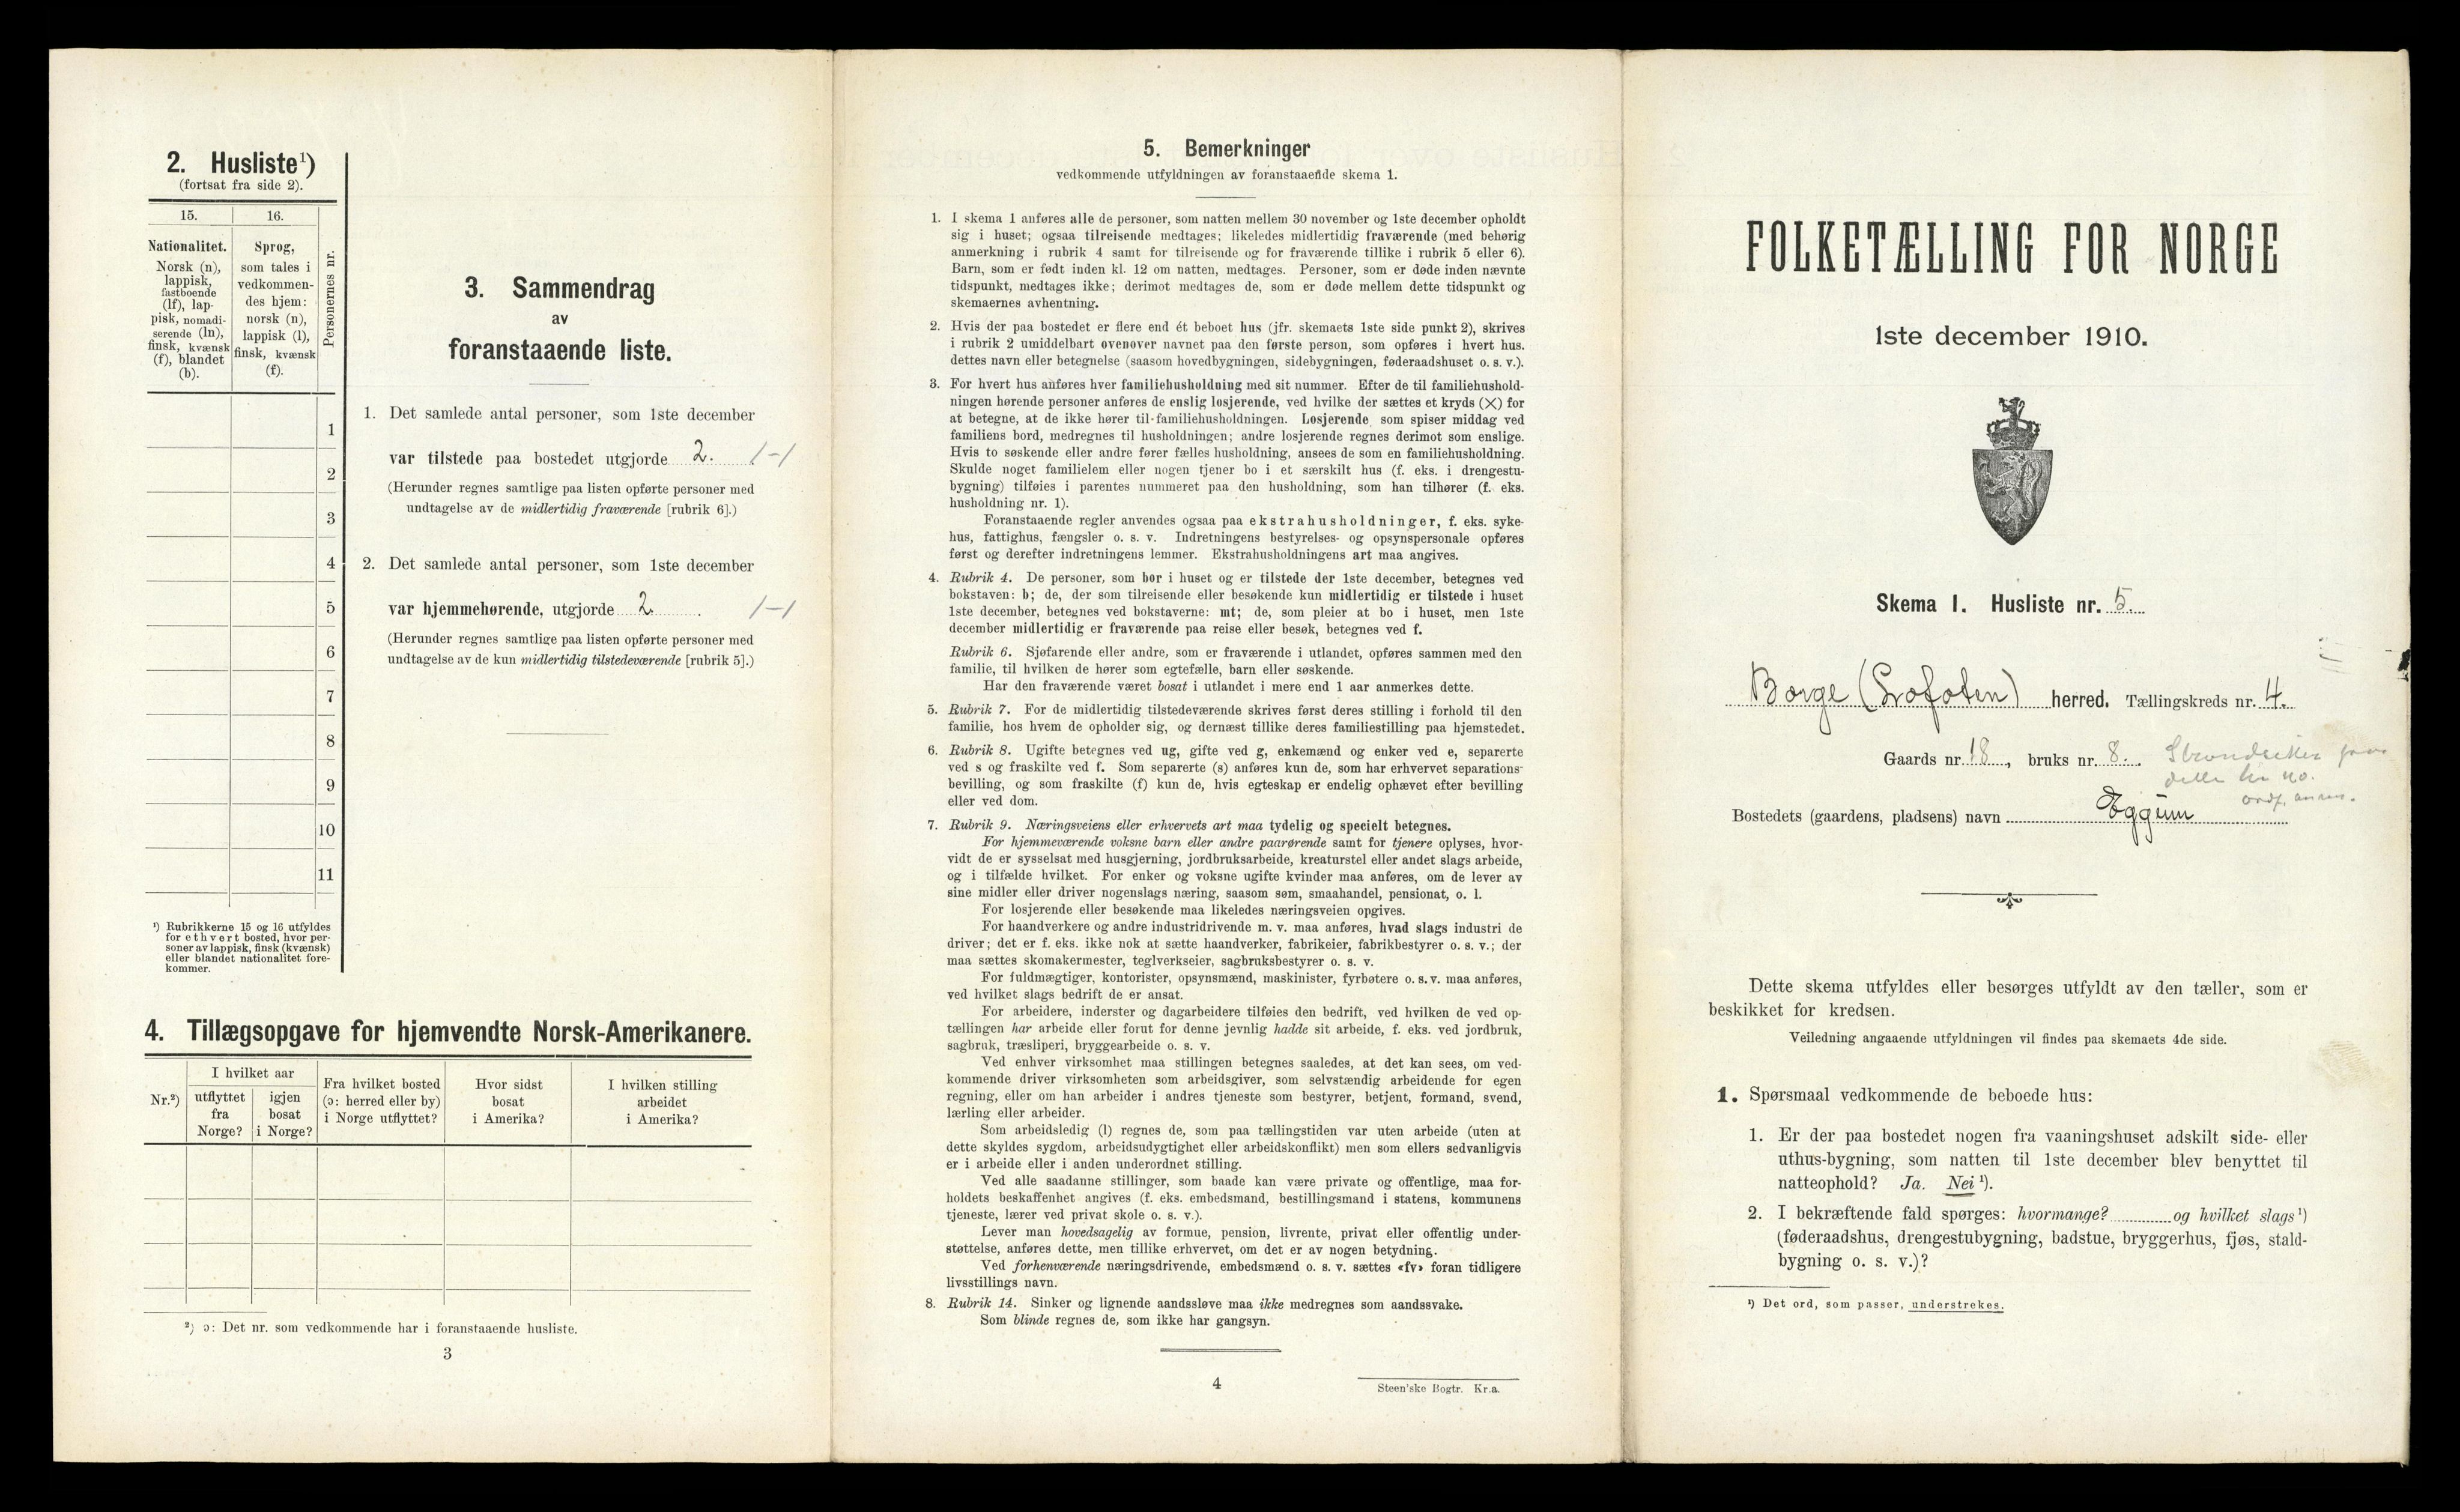 2. Husliste¹)
(fortsat fra side 2).
15.
16.
Personernes nr.
Nationalitet.
Norsk (n),
lappisk,
fastboende
(lf), lap-
pisk, nomadi-
serende (ln),
finsk, kvænsk
(f), blandet
(b).
Sprog,
som tales i
vedkommen-
des hjem:
norsk (n),
lappisk (l),
finsk, kvænsk
(f).
1
2
3
4
5
6
7
8
9
10
11
¹) Rubrikkerne 15 og 16 utfyldes
for ethvert bosted, hvor per-
soner av lappisk, finsk (kvænsk)
eller blandet nationalitet fore-
kommer.
3. Sammendrag
av
foranstaaende liste.
1. Det samlede antal personer, som 1ste december
var tilstede paa bostedet utgjorde 2. 1-1
(Herunder regnes samtlige paa listen opførte personer med
undtagelse av de midlertidig fraværende [rubrik 6].)
2. Det samlede antal personer, som 1ste december
var hjemmehørende, utgjorde 2. 1-1
(Herunder regnes samtlige paa listen opførte personer med
undtagelse av de kun midlertidig tilstedeværende [rubrik 5].)
4. Tillægsopgave for hjemvendte Norsk-Amerikanere.
Nr.²)
I hvilket aar
utflyttet
fra
Norge?
igjen
bosat
i Norge?
Fra hvilket bosted
(ɔ: herred eller by)
i Norge utflyttet?
Hvor sidst
bosat
i Amerika?
I hvilken stilling
arbeidet
i Amerika?
²) ɔ: Det nr. som vedkommende har i foranstaaende husliste.
3
5. Bemerkninger
vedkommende utfyldningen av foranstaaende skema 1.
1. I skema 1 anføres alle de personer, som natten mellem 30 november og 1ste december opholdt
sig i huset; ogsaa tilreisende medtages; likeledes midlertidig fraværende (med behørig
anmerkning i rubrik 4 samt for tilreisende og for fraværende tillike i rubrik 5 eller 6).
Barn, som er født inden kl. 12 om natten, medtages. Personer, som er døde inden nævnte
tidspunkt, medtages ikke; derimot medtages de, som er døde mellem dette tidspunkt og
skemaernes avhentning.
2. Hvis der paa bostedet er flere end ét beboet hus (jfr. skemaets 1ste side punkt 2), skrives
i rubrik 2 umiddelbart ovenover navnet paa den første person, som opføres i hvert hus.
dettes navn eller betegnelse (saasom hovedbygningen, sidebygningen, føderaadshuset o. s. v.).
3. For hvert hus anføres hver familiehusholdning med sit nummer. Efter de til familiehushold-
ningen hørende personer anføres de enslig losjerende, ved hvilke der sættes et kryds (×) for
at betegne, at de ikke hører til familiehusholdningen. Losjerende som spiser middag ved
familiens bord, medregnes til husholdningen; andre losjerende regnes derimot som enslige.
Hvis to søskende eller andre fører fælles husholdning, ansees de som en familiehusholdning.
Skulde noget familielem eller nogen tjener bo i et særskilt hus (f. eks. i drengestu-
bygning) tilføies i parentes nummeret paa den husholdning, som han tilhører (f. eks.
husholdning nr. 1).
Foranstaaende regler anvendes ogsaa paa ekstrahusholdninger, f. eks. syke-
hus, fattighus, fængsler o. s. v. Indretningens bestyrelses- og opsynspersonale opføres
først og derefter indretningens lemmer. Ekstrahusholdningens art maa angives.
4. Rubrik 4. De personer, som bor i huset og er tilstede der 1ste december, betegnes ved
bokstaven: b; de, der som tilreisende eller besøkende kun midlertidig er tilstede i huset
1ste december, betegnes ved bokstaverne: mt; de, som pleier at bo i huset, men 1ste
december midlertidig er fraværende paa reise eller besøk, betegnes ved f.
Rubrik 6. Sjøfarende eller andre, som er fraværende i utlandet, opføres sammen med den
familie, til hvilken de hører som egtefælle, barn eller søskende.
Har den fraværende været bosat i utlandet i mere end 1 aar anmerkes dette.
5. Rubrik 7. For de midlertidig tilstedeværende skrives først deres stilling i forhold til den
familie, hos hvem de opholder sig, og dernæst tillike deres familiestilling paa hjemstedet.
6. Rubrik 8. Ugifte betegnes ved ug, gifte ved g, enkemænd og enker ved e, separerte
ved s og fraskilte ved f. Som separerte (s) anføres kun de, som har erhvervet separations-
bevilling, og som fraskilte (f) kun de, hvis egteskap er endelig ophævet efter bevilling
eller ved dom.
7. Rubrik 9. Næringsveiens eller erhvervets art maa tydelig og specielt betegnes.
For hjemmeværende voksne barn eller andre paarørende samt for tjenere oplyses, hvor-
vidt de er sysselsat med husgjerning, jordbruksarbeide, kreaturstel eller andet slags arbeide,
og i tilfælde hvilket. For enker og voksne ugifte kvinder maa anføres, om de lever av
sine midler eller driver nogenslags næring, saasom søm, smaahandel, pensionat, o. l.
For losjerende eller besøkende maa likeledes næringsveien opgives.
For haandverkere og andre industridrivende m. v. maa anføres, hvad slags industri de
driver; det er f. eks. ikke nok at sætte haandverker, fabrikeier, fabrikbestyrer o. s. v.; der
maa sættes skomakermester, teglverkseier, sagbruksbestyrer o. s. v.
For fuldmægtiger, kontorister, opsynsmænd, maskinister, fyrbøtere o. s. v. maa anføres,
ved hvilket slags bedrift de er ansat.
For arbeidere, inderster og dagarbeidere tilføies den bedrift, ved hvilken de ved op-
tællingen har arbeide eller forut for denne jevnlig hadde sit arbeide, f. eks. ved jordbruk,
sagbruk, træsliperi, bryggearbeide o. s. v.
Ved enhver virksomhet maa stillingen betegnes saaledes, at det kan sees, om ved-
kommende driver virksomheten som arbeidsgiver, som selvstændig arbeidende for egen
regning, eller om han arbeider i andres tjeneste som bestyrer, betjent, formand, svend,
lærling eller arbeider.
Som arbeidsledig (l) regnes de, som paa tællingstiden var uten arbeide (uten at
dette skyldes sygdom, arbeidsudygtighet eller arbeidskonflikt) men som ellers sedvanligvis
er i arbeide eller i anden underordnet stilling.
Ved alle saadanne stillinger, som baade kan være private og offentlige, maa for-
holdets beskaffenhet angives (f. eks. embedsmand, bestillingsmand i statens, kommunens
tjeneste, lærer ved privat skole o. s. v.).
Lever man hovedsagelig av formue, pension, livrente, privat eller offentlig under-
støttelse, anføres dette, men tillike erhvervet, om det er av nogen betydning.
Ved forhenværende næringsdrivende, embedsmænd o. s. v. sættes «fv» foran tidligere
livsstillings navn.
8. Rubrik 14. Sinker og lignende aandssløve maa ikke medregnes som aandssvake.
Som blinde regnes de, som ikke har gangsyn.
4
Steen'ske Bogtr. Kr.a.
FOLKETÆLLING FOR NORGE
1ste december 1910.
Skema 1. Husliste nr. 5.
Borge (Lofoten) herred. Tællingskreds nr. 4.
Gaards nr. 18, bruks nr. 8. Strandsitter
dette
Bostedets (gaardens, pladsens) navn Eggum
Dette skema utfyldes eller besørges utfyldt av den tæller, som er
beskikket for kredsen.
Veiledning angaaende utfyldningen vil findes paa skemaets 4de side.
1. Spørsmaal vedkommende de beboede hus:
1. Er der paa bostedet nogen fra vaaningshuset adskilt side- eller
uthus-bygning, som natten til 1ste december blev benyttet til
natteophold? Ja. Nei ¹).
2. I bekræftende fald spørges: hvormange? og hvilket slags ¹)
(føderaadshus, drengestubygning, badstue, bryggerhus, fjøs, stald-
bygning o. s. v.)?
¹) Det ord, som passer, understrekes.